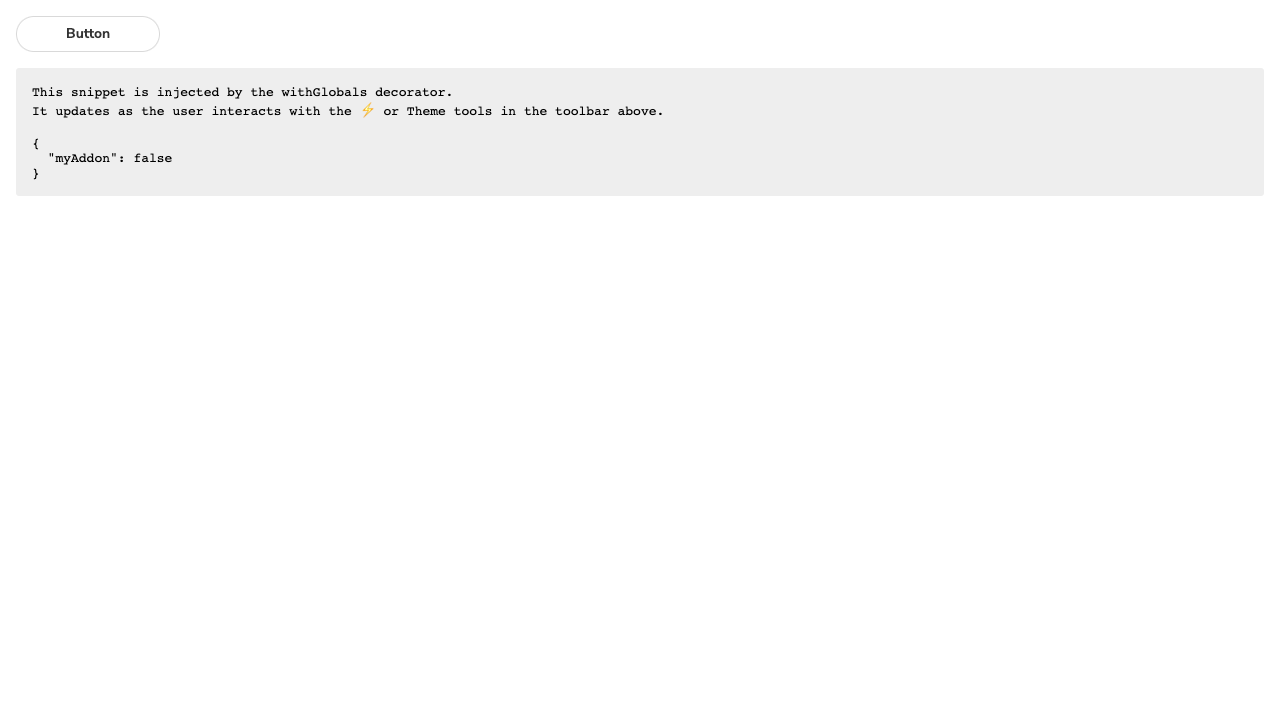 Button
This snippet is injected by the withGlobals decorator.
It updates as the user interacts with the ⚡ or Theme tools in the toolbar above.
{
  "myAddon": false
}